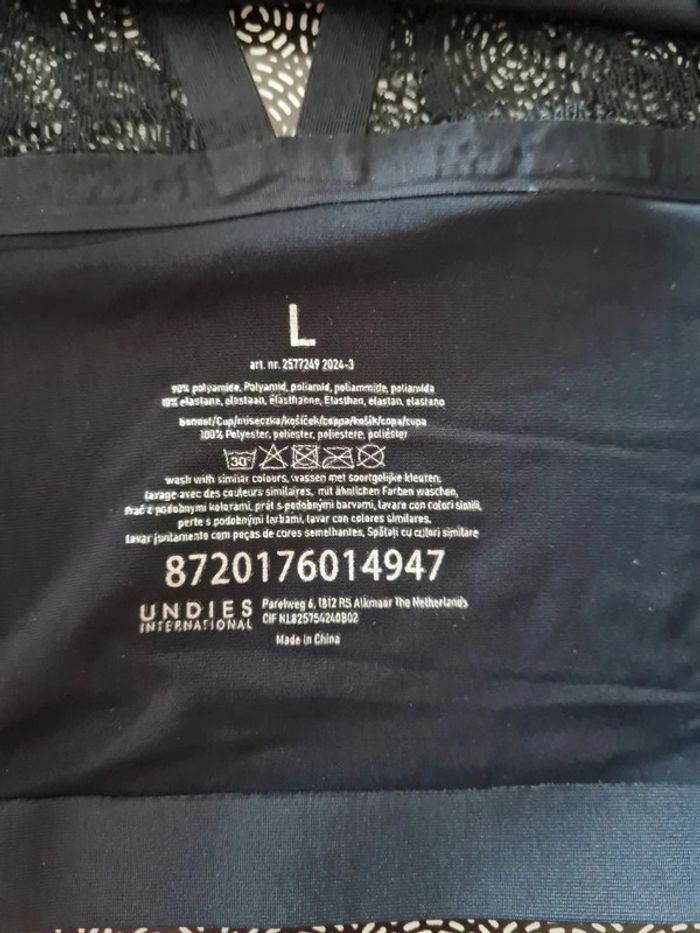 L
art. nr. 2577249 2024-3
90% polyamide, Polyamid, poliamid, poliammide, poliamida
10% elastane, elastaan, élasthanne, Elasthan, elastan, elastano
bonnet/Cup/miseczka/košíček/coppa/košík/copa/cupa
100% Polyester, poliester, poliestere, poliéster
30°
wash with similar colours, wassen met soortgelijke kleuren,
lavage avec des couleurs similaires, mit ähnlichen Farben waschen,
Prać z podobnymi kolorami, prát s podobnými barvami, lavare con colori simili,
perte s podobnými farbami, lavar con colores similares,
lavar juntamente com peças de cores semelhantes, Spălați cu culori similare
8720176014947
UNDIES
INTERNATIONAL
Parelweg 6, 1812 RS Alkmaar The Netherlands
CIF NL825754240B02
Made in China